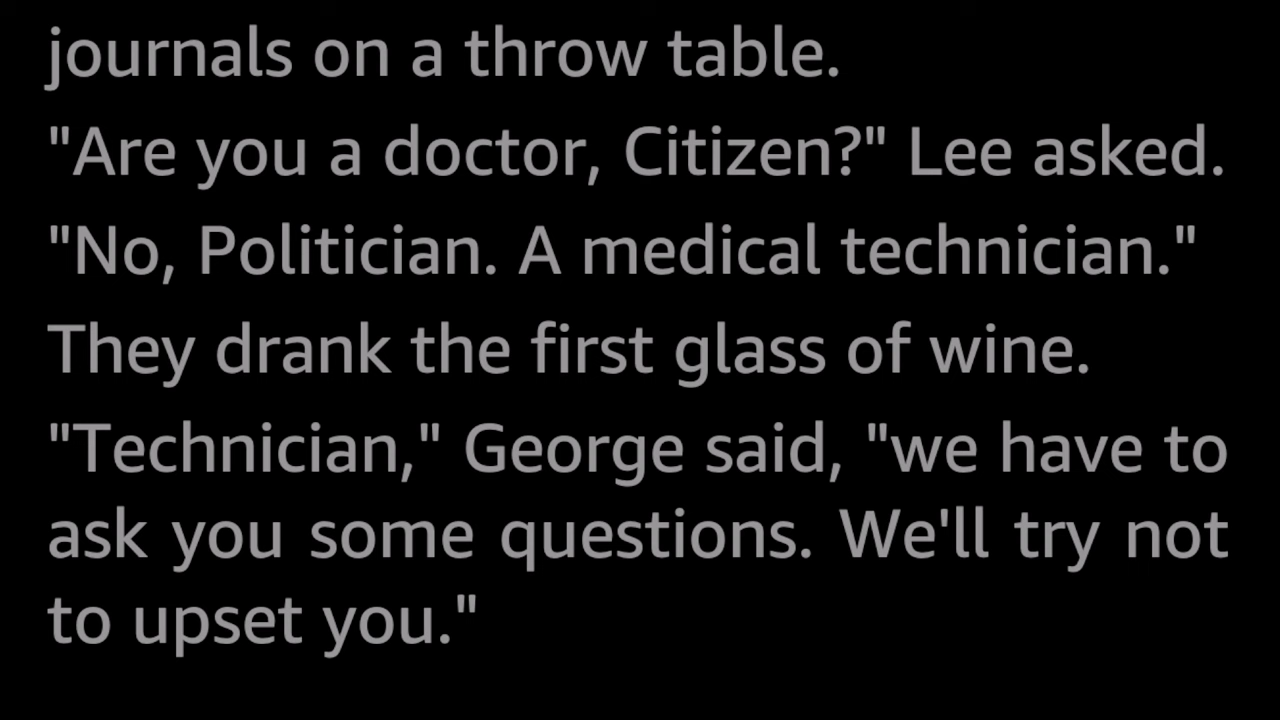 journals on a throw table.
"Are you a doctor, Citizen?" Lee asked.
"No, Politician. A medical technician."
They drank the first glass of wine.
"Technician," George said, "we have to
ask you some questions. We'll try not
to upset you."